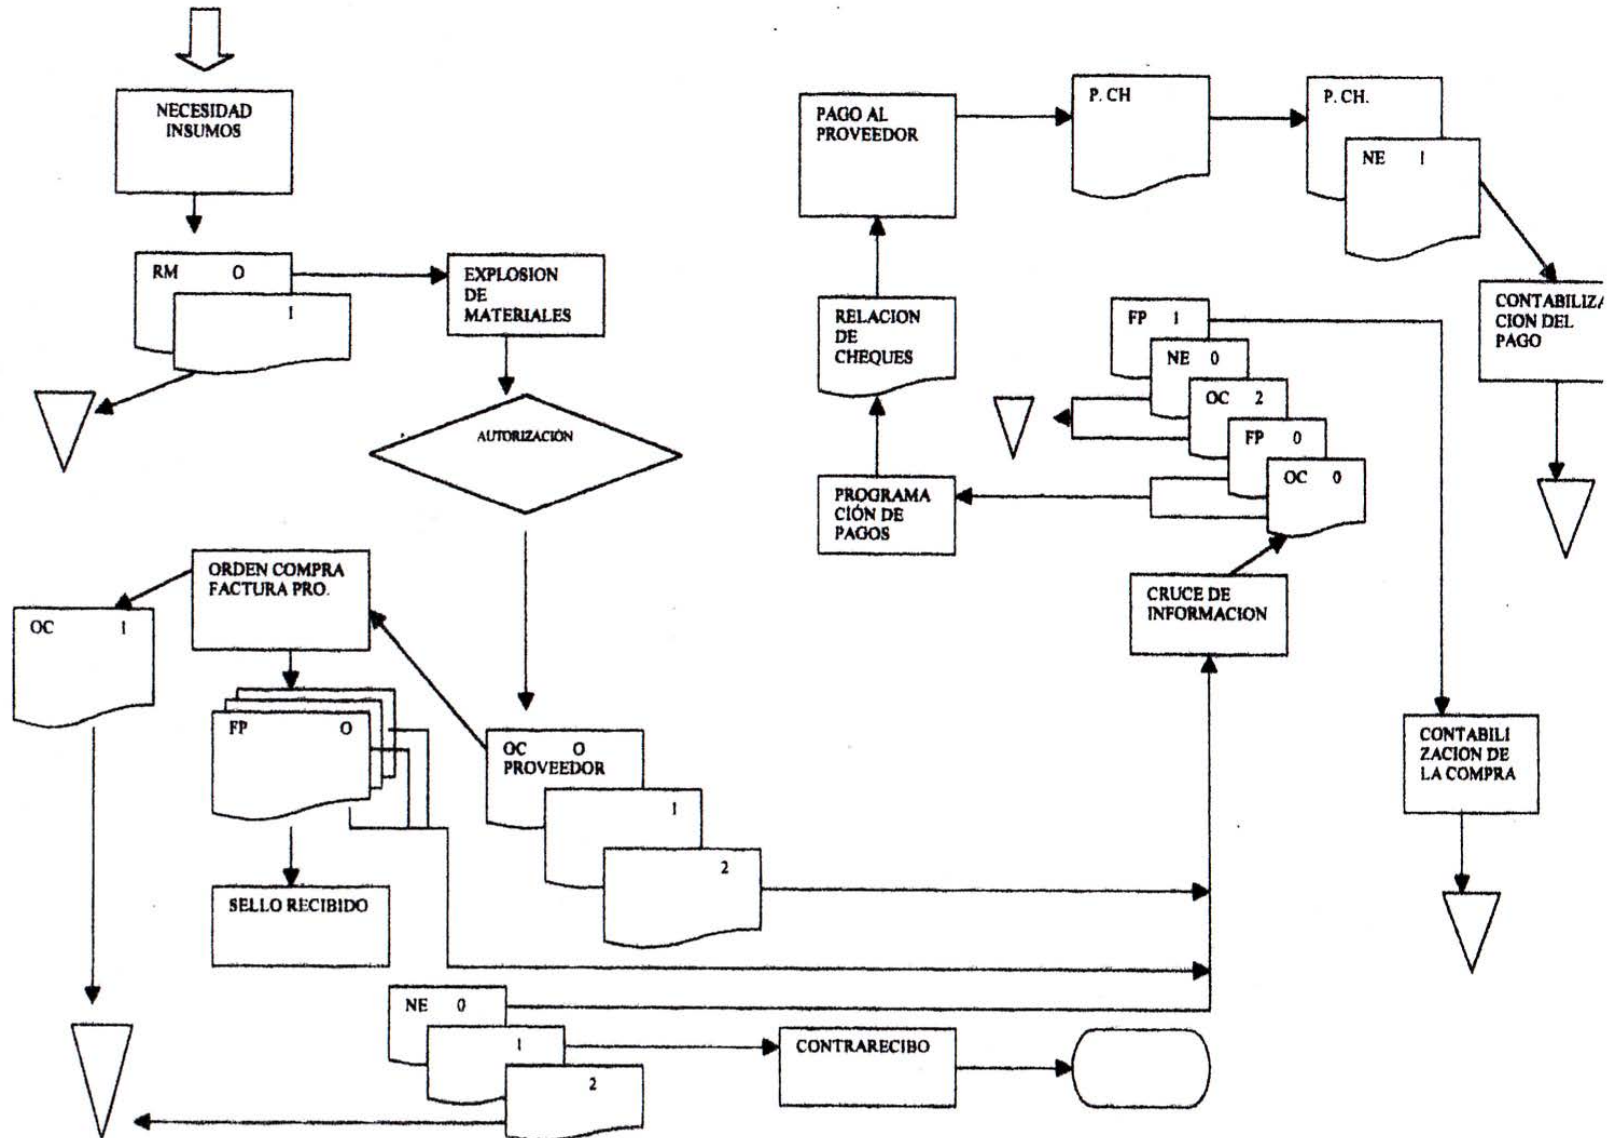 NECESIDAD
INSUMOS
RM O
1
EXPLOSION
DE
MATERIALES
AUTORIZACIÓN
ORDEN COMPRA
FACTURA PRO.
OC 1
FP O
SELLO RECIBIDO
OC O
PROVEEDOR
1
2
NE 0
1
2
CONTRARECIBO
PAGO AL
PROVEEDOR
P. CH
P. CH.
NE 1
CONTABILIZA
CION DEL
PAGO
RELACION
DE
CHEQUES
FP 1
NE 0
OC 2
FP 0
OC 0
PROGRAMA
CIÓN DE
PAGOS
CRUCE DE
INFORMACION
CONTABILI
ZACION DE
LA COMPRA